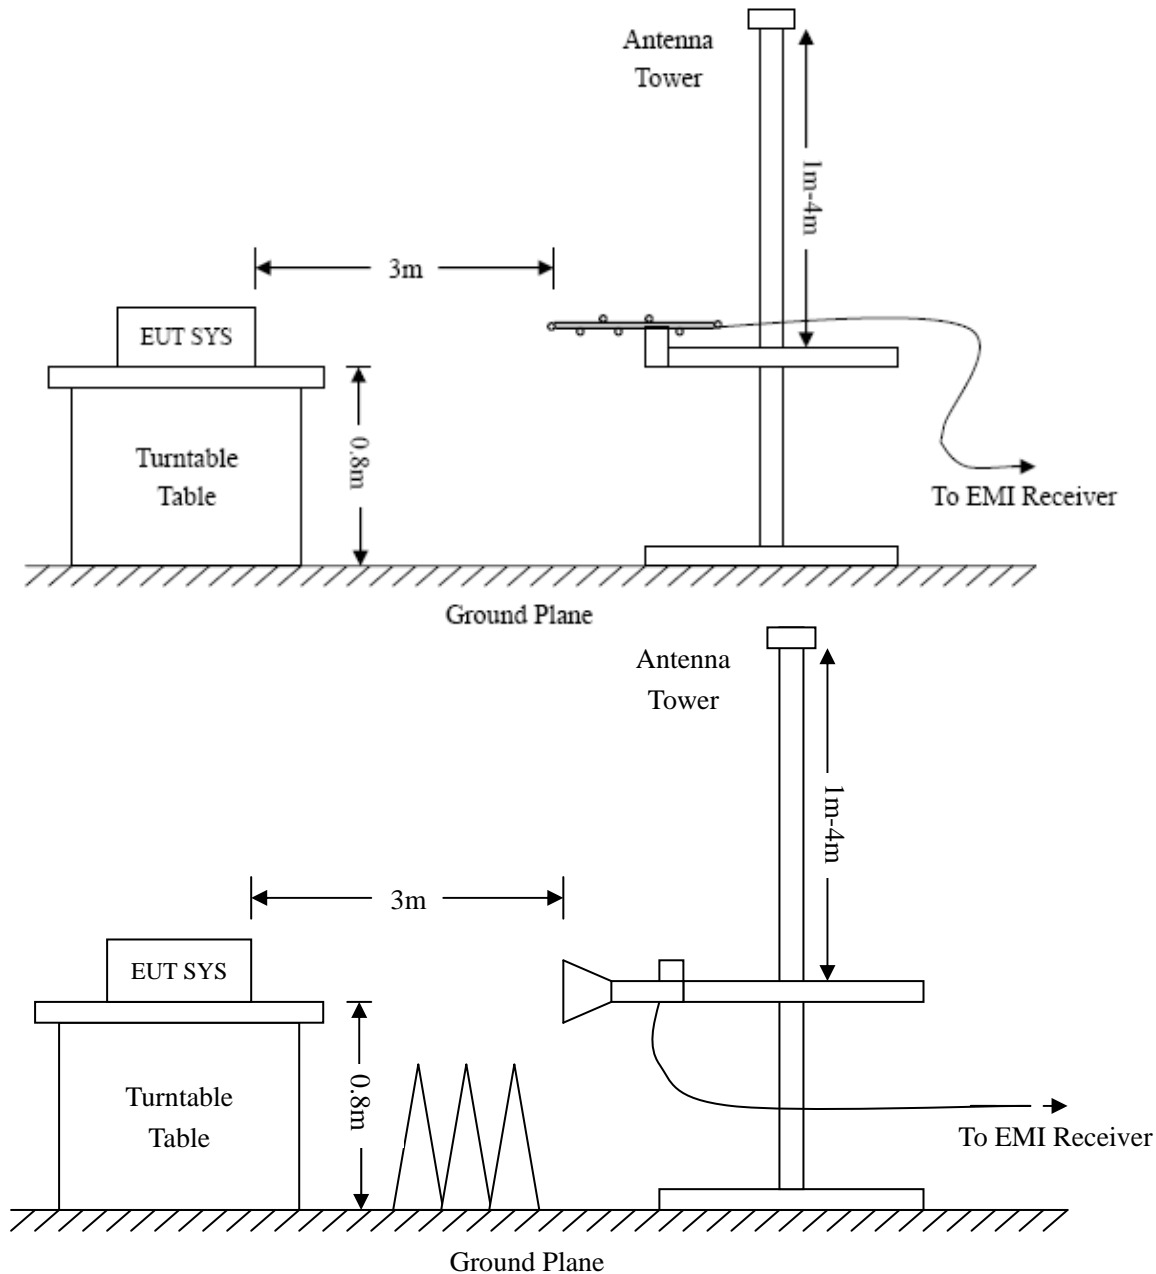 Antenna
Tower
1m-4m
3m
EUT SYS
Turntable
Table
0.8m
To EMI Receiver
Ground Plane
Antenna
Tower
1m-4m
3m
EUT SYS
Turntable
Table
0.8m
To EMI Receiver
Ground Plane